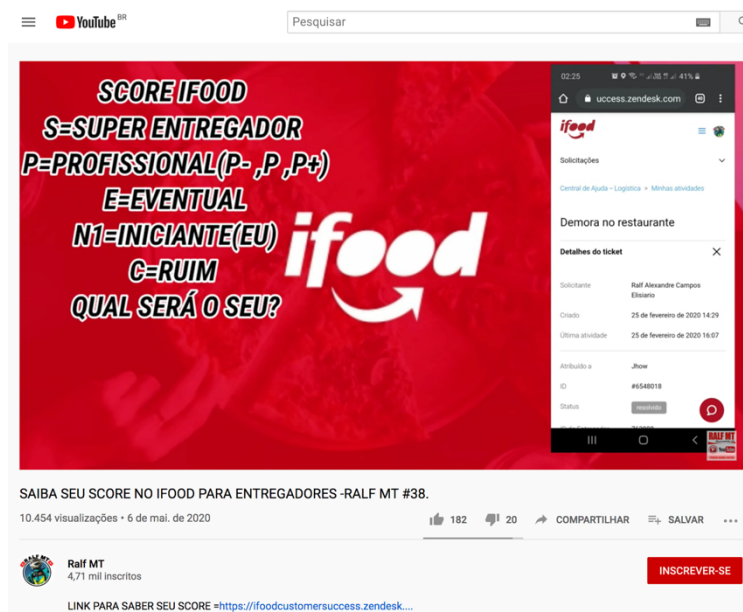 YouTube BR
Pesquisar
SCORE IFOOD
S=SUPER ENTREGADOR
P=PROFISSIONAL(P- ,P ,P+)
E=EVENTUAL
N1=INICIANTE(EU)
C=RUIM
QUAL SERÁ O SEU?
ifood
02:25
41%
uccess.zendesk.com
ifood
Solicitações
Central de Ajuda - Logística
Minhas atividades
Demora no restaurante
Detalhes do ticket
Solicitante Ralf Alexandre Campos
Elisiario
Criado 25 de fevereiro de 2020 14:29
Última atividade 25 de fevereiro de 2020 16:07
Atribuído a Jhow
ID #6548018
Status resolvido
RALF MT
YouTube
SAIBA SEU SCORE NO IFOOD PARA ENTREGADORES -RALF MT #38.
10.454 visualizações • 6 de mai. de 2020
182 20 COMPARTILHAR SALVAR ...
Ralf MT
4,71 mil inscritos
INSCREVER-SE
LINK PARA SABER SEU SCORE =https://ifoodcustomersuccess.zendesk....